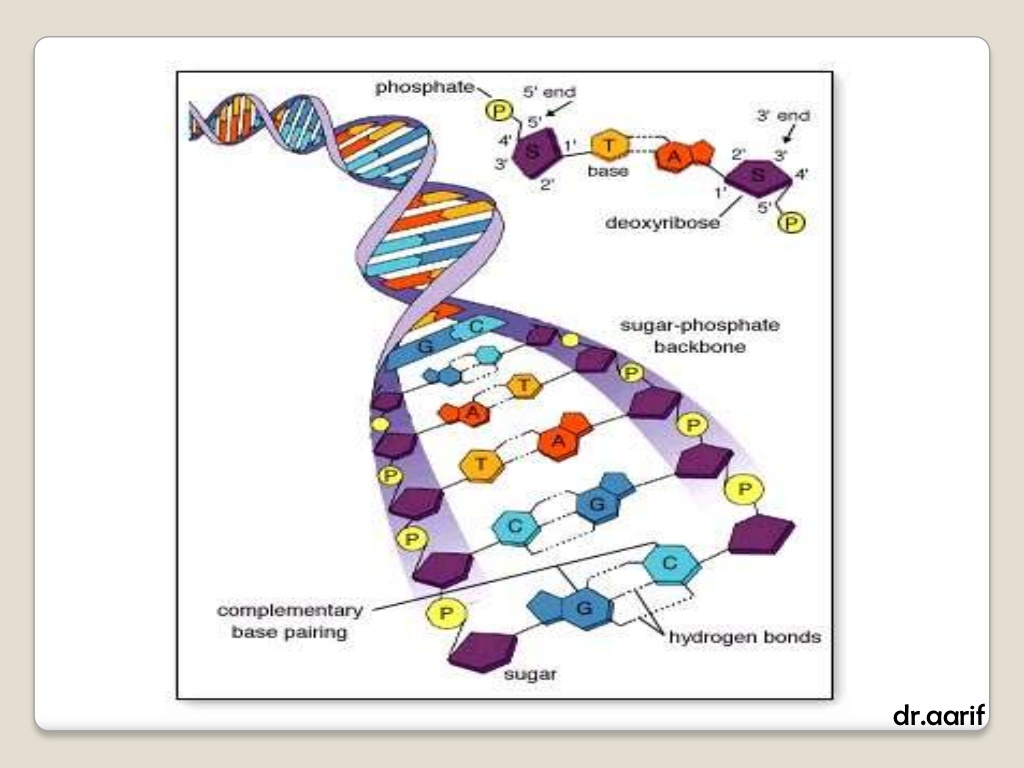 phosphate
P
5' end
5'
4'
S
1'
3'
2'
T
base
A
3' end
2'
3'
S
4'
1'
5'
deoxyribose
P
C
G
sugar-phosphate
backbone
T
P
A
P
A
T
P
P
G
C
P
C
P
G
complementary
base pairing
hydrogen bonds
sugar
dr.aarif